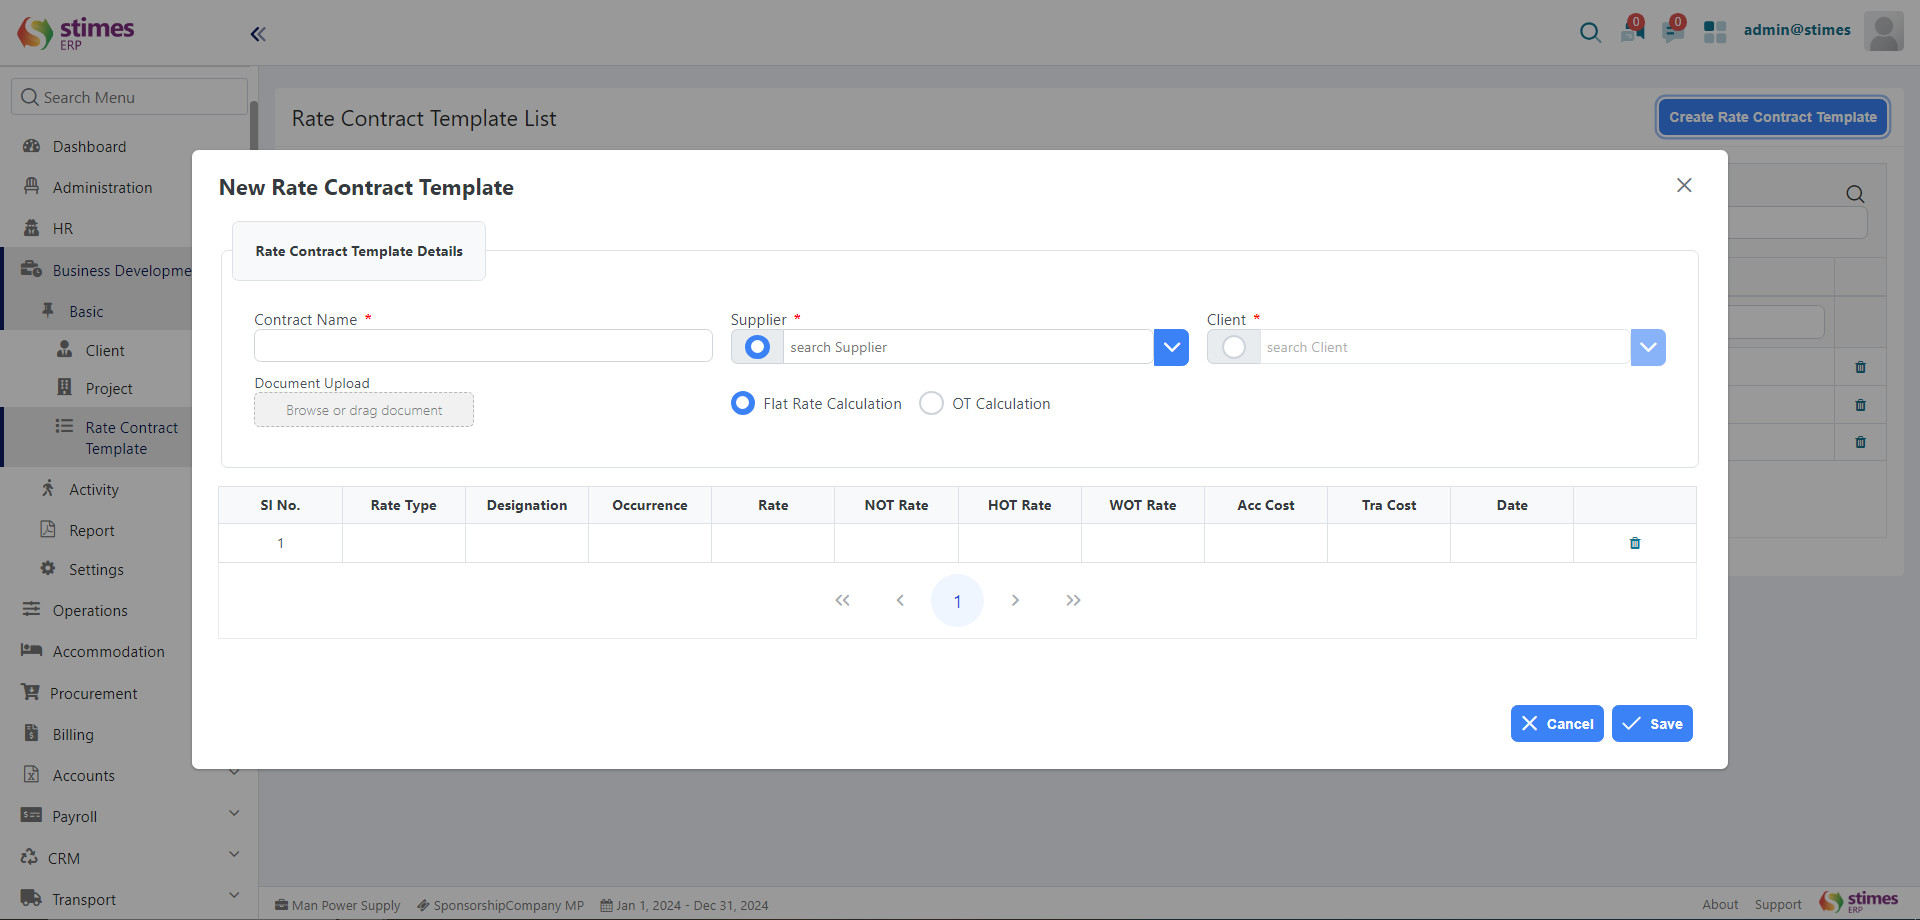 stimes
ERP
0
0
admin@stimes
Search Menu
Dashboard
Administration
HR
Business Developme
Basic
Client
Project
Rate Contract
Template
Activity
Report
Settings
Operations
Accommodation
Procurement
Billing
Accounts
Payroll
CRM
Transport
Rate Contract Template List
Create Rate Contract Template
New Rate Contract Template
Rate Contract Template Details
Contract Name *
Supplier *
Client *
search Supplier
search Client
Document Upload
Browse or drag document
Flat Rate Calculation
OT Calculation
Sl No. Rate Type Designation Occurrence Rate NOT Rate HOT Rate WOT Rate Acc Cost Tra Cost Date
1
1
Cancel
Save
Man Power Supply
SponsorshipCompany MP
Jan 1, 2024 - Dec 31, 2024
About
Support
stimes
ERP